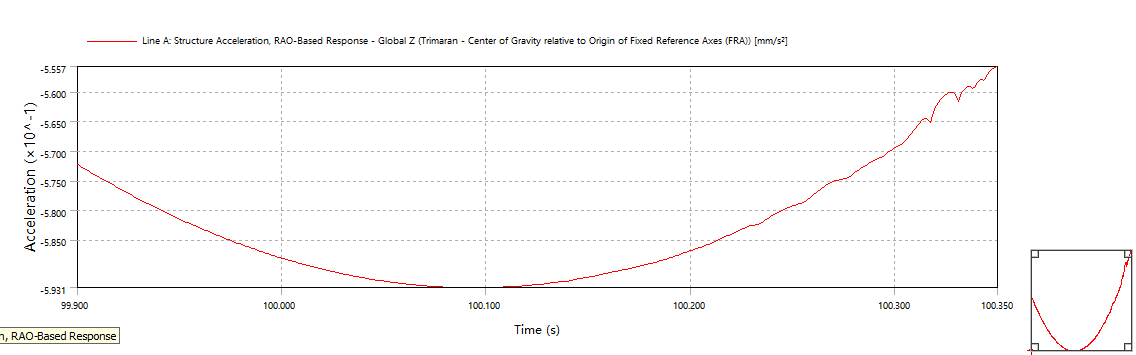 Line A: Structure Acceleration, RAO-Based Response - Global Z (Trimaran - Center of Gravity relative to Origin of Fixed Reference Axes (FRA)) [mm/s²]
Acceleration (×10^-1)
-5.557
-5.600
-5.650
-5.700
-5.750
-5.800
-5.850
-5.931
99.900 100.000 100.100 100.200 100.300 100.350
Time (s)
n, RAO-Based Response